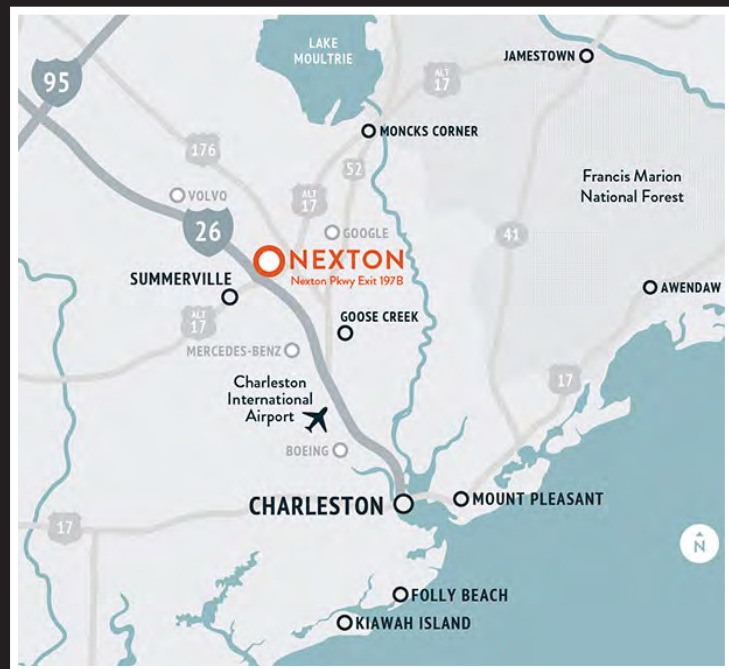 LAKE
MOULTRIE
JAMESTOWN
95
ALT
17
MONCKS CORNER
176
52
Francis Marion
National Forest
VOLVO
ALT
17
26
GOOGLE
41
NEXTON
Nexton Pkwy Exit 197B
SUMMERVILLE
AWENDAW
ALT
17
GOOSE CREEK
MERCEDES-BENZ
17
Charleston
International
Airport
BOEING
CHARLESTON
MOUNT PLEASANT
17
N
FOLLY BEACH
KIAWAH ISLAND